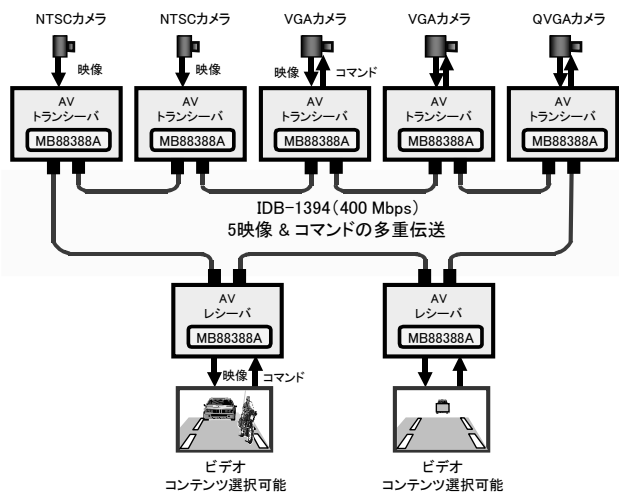 NTSCカメラ
NTSCカメラ
VGAカメラ
VGAカメラ
QVGAカメラ
映像
映像
映像
コマンド
AV
トランシーバ
MB88388A
AV
トランシーバ
MB88388A
AV
トランシーバ
MB88388A
AV
トランシーバ
MB88388A
AV
トランシーバ
MB88388A
IDB-1394(400 Mbps)
5映像 & コマンドの多重伝送
AV
レシーバ
MB88388A
AV
レシーバ
MB88388A
映像
コマンド
ビデオ
コンテンツ選択可能
ビデオ
コンテンツ選択可能